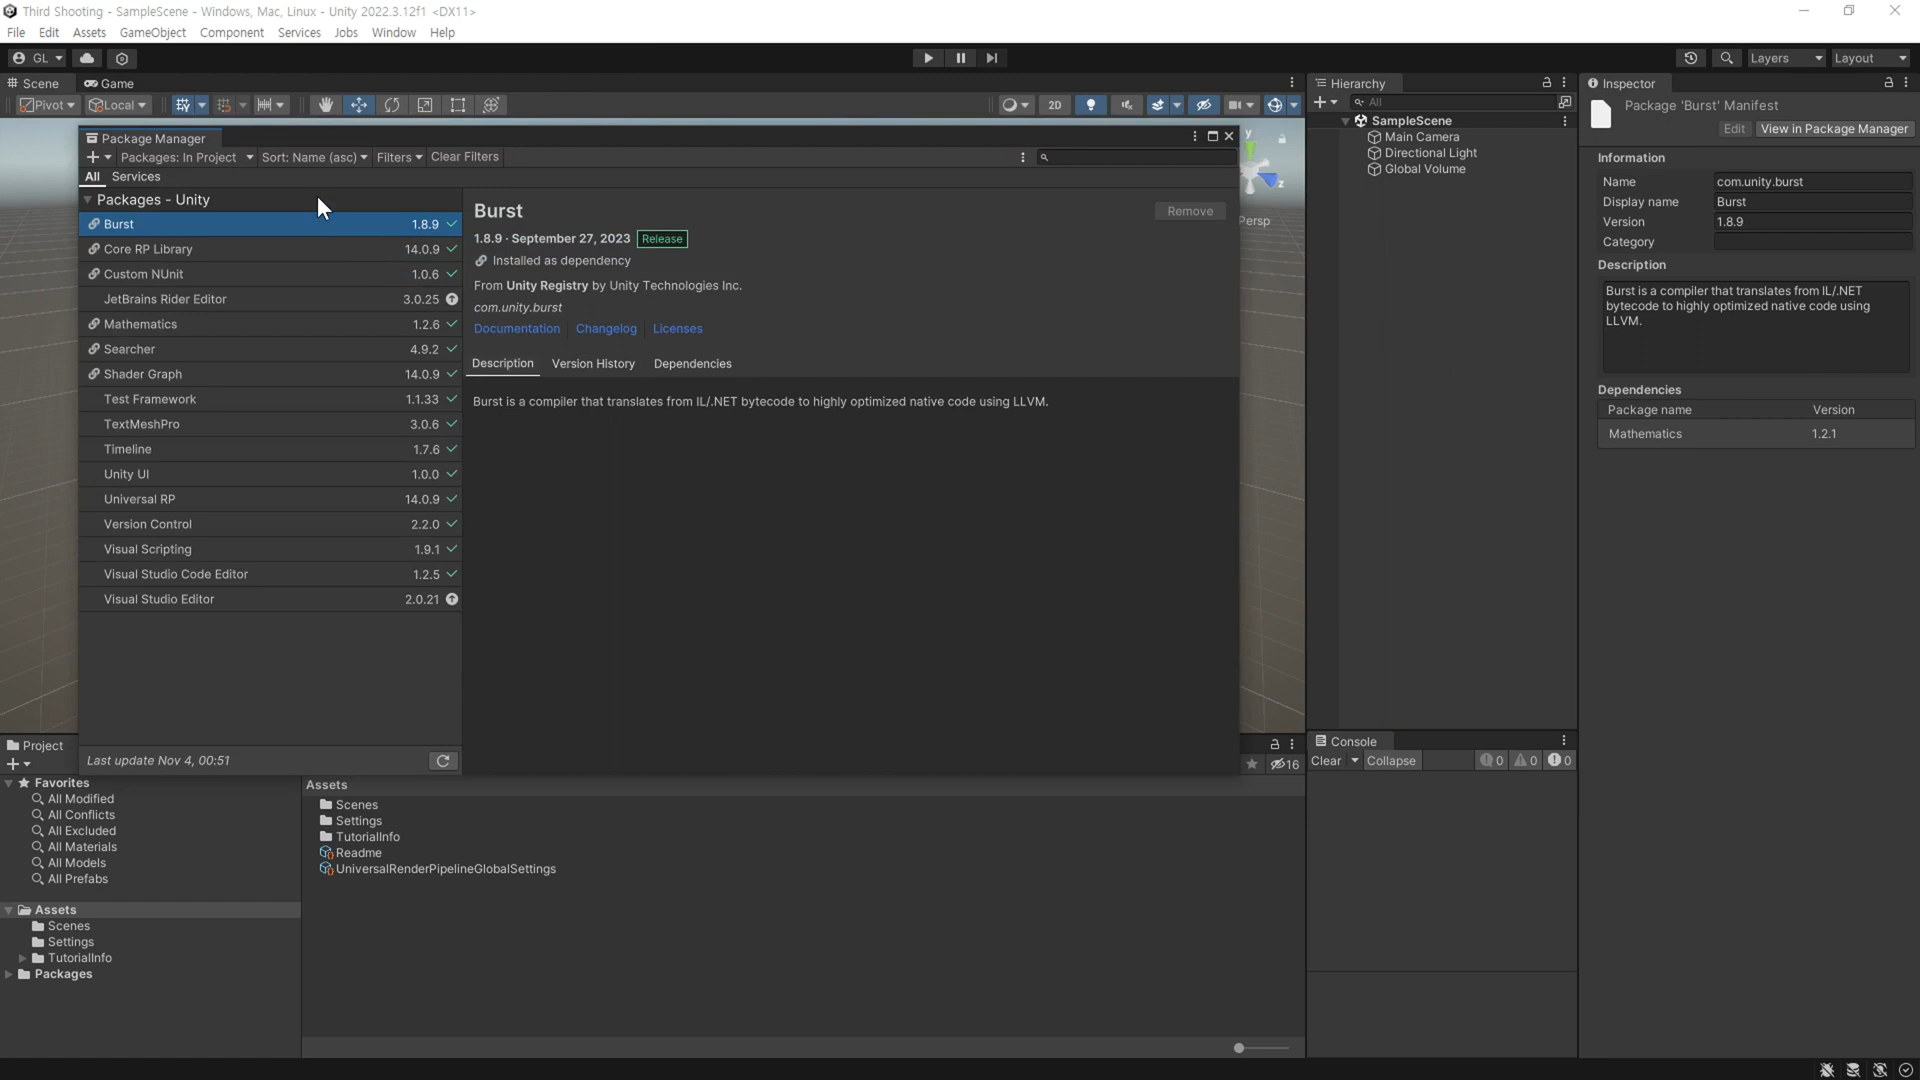 Third Shooting - SampleScene - Windows, Mac, Linux - Unity 2022.3.12f1 <DX11>
File Edit Assets GameObject Component Services Jobs Window Help
GL Layers Layout
Scene Game
Pivot Local 2D
Package Manager
Packages: In Project Sort: Name (asc) Filters Clear Filters
All Services
Packages - Unity
Burst 1.8.9
Core RP Library 14.0.9
Custom NUnit 1.0.6
JetBrains Rider Editor 3.0.25
Mathematics 1.2.6
Searcher 4.9.2
Shader Graph 14.0.9
Test Framework 1.1.33
TextMeshPro 3.0.6
Timeline 1.7.6
Unity UI 1.0.0
Universal RP 14.0.9
Version Control 2.2.0
Visual Scripting 1.9.1
Visual Studio Code Editor 1.2.5
Visual Studio Editor 2.0.21
Last update Nov 4, 00:51
Burst
Remove
1.8.9 · September 27, 2023 Release
Installed as dependency
From Unity Registry by Unity Technologies Inc.
com.unity.burst
Documentation Changelog Licenses
Description Version History Dependencies
Burst is a compiler that translates from IL/.NET bytecode to highly optimized native code using LLVM.
y
z
Persp
Hierarchy
All
SampleScene
Main Camera
Directional Light
Global Volume
Inspector
Package 'Burst' Manifest
Edit View in Package Manager
Information
Name com.unity.burst
Display name Burst
Version 1.8.9
Category
Description
Burst is a compiler that translates from IL/.NET
bytecode to highly optimized native code using
LLVM.
Dependencies
Package name Version
Mathematics 1.2.1
Project
16
Favorites
All Modified
All Conflicts
All Excluded
All Materials
All Models
All Prefabs
Assets
Scenes
Settings
TutorialInfo
Packages
Assets
Scenes
Settings
TutorialInfo
Readme
UniversalRenderPipelineGlobalSettings
Console
Clear Collapse 0 0 0